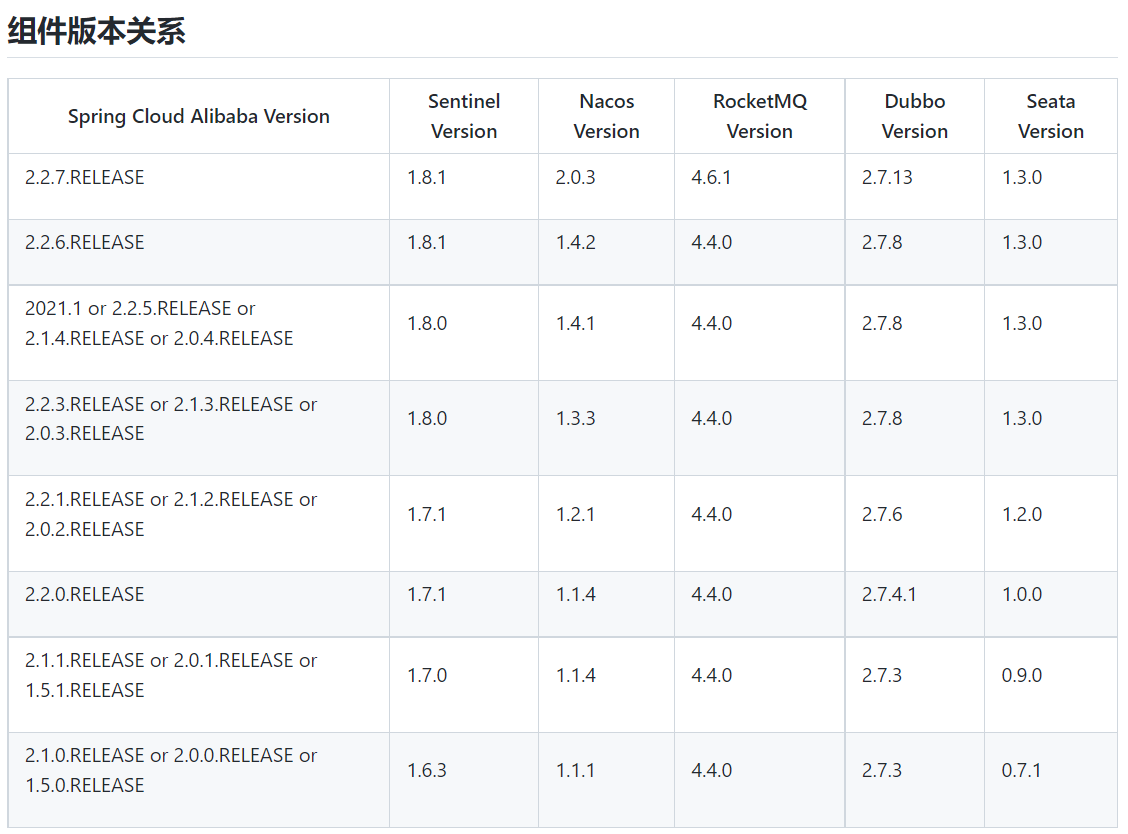 组件版本关系
Spring Cloud Alibaba Version
Sentinel
Version
Nacos
Version
RocketMQ
Version
Dubbo
Version
Seata
Version
2.2.7.RELEASE
1.8.1
2.0.3
4.6.1
2.7.13
1.3.0
2.2.6.RELEASE
1.8.1
1.4.2
4.4.0
2.7.8
1.3.0
2021.1 or 2.2.5.RELEASE or
2.1.4.RELEASE or 2.0.4.RELEASE
1.8.0
1.4.1
4.4.0
2.7.8
1.3.0
2.2.3.RELEASE or 2.1.3.RELEASE or
2.0.3.RELEASE
1.8.0
1.3.3
4.4.0
2.7.8
1.3.0
2.2.1.RELEASE or 2.1.2.RELEASE or
2.0.2.RELEASE
1.7.1
1.2.1
4.4.0
2.7.6
1.2.0
2.2.0.RELEASE
1.7.1
1.1.4
4.4.0
2.7.4.1
1.0.0
2.1.1.RELEASE or 2.0.1.RELEASE or
1.5.1.RELEASE
1.7.0
1.1.4
4.4.0
2.7.3
0.9.0
2.1.0.RELEASE or 2.0.0.RELEASE or
1.5.0.RELEASE
1.6.3
1.1.1
4.4.0
2.7.3
0.7.1